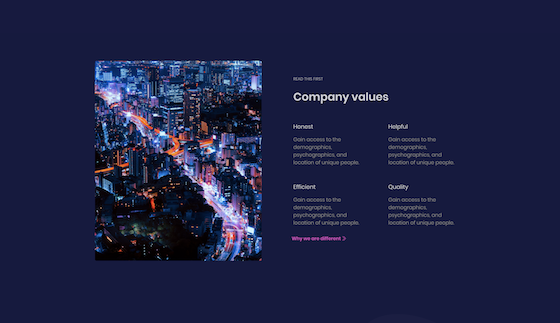 READ THIS FIRST
Company values
Honest
Gain access to the
demographics,
psychographics, and
location of unique people.
Helpful
Gain access to the
demographics,
psychographics, and
location of unique people.
Efficient
Gain access to the
demographics,
psychographics, and
location of unique people.
Quality
Gain access to the
demographics,
psychographics, and
location of unique people.
Why we are different >